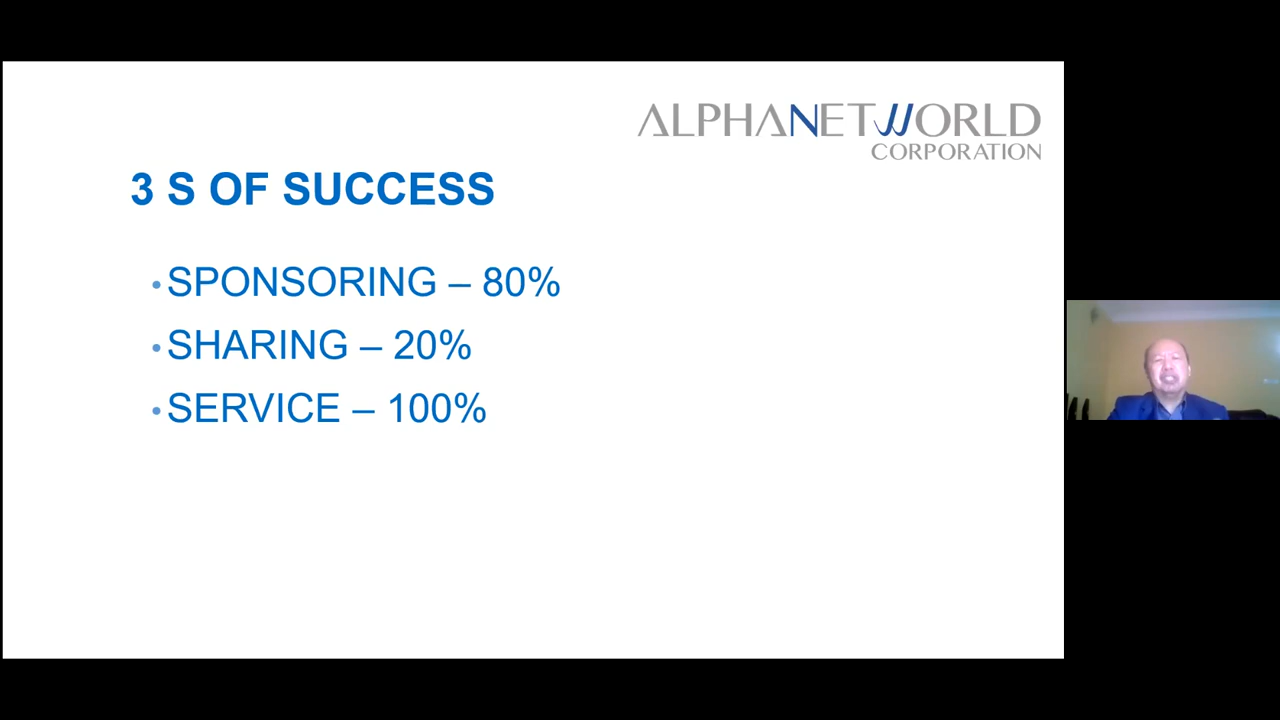 ALPHANETWORLD
CORPORATION
3 S OF SUCCESS
• SPONSORING – 80%
• SHARING – 20%
• SERVICE – 100%